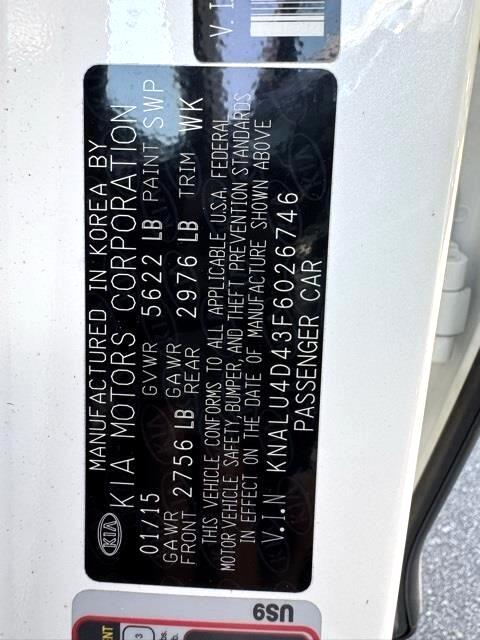 MANUFACTURED IN KOREA BY
KIA MOTORS CORPORATION
01/15 GVWR 5622 LB PAINT SWP
GAWR FRONT 2756 LB GAWR REAR 2976 LB TRIM WK
THIS VEHICLE CONFORMS TO ALL APPLICABLE U.S.A. FEDERAL
MOTOR VEHICLE SAFETY, BUMPER, AND THEFT PREVENTION STANDARDS
IN EFFECT ON THE DATE OF MANUFACTURE SHOWN ABOVE
V.I.N KNALU4D43F6026746
PASSENGER CAR
KIA
V.I.
US9
3